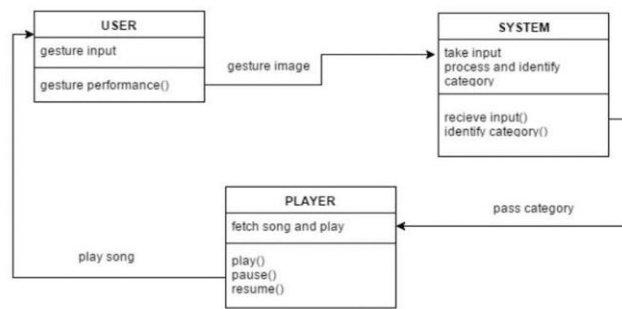 USER
gesture input
gesture performance()
gesture image
SYSTEM
take input
process and identify
category
recieve input()
identify category()
pass category
PLAYER
fetch song and play
play()
pause()
resume()
play song